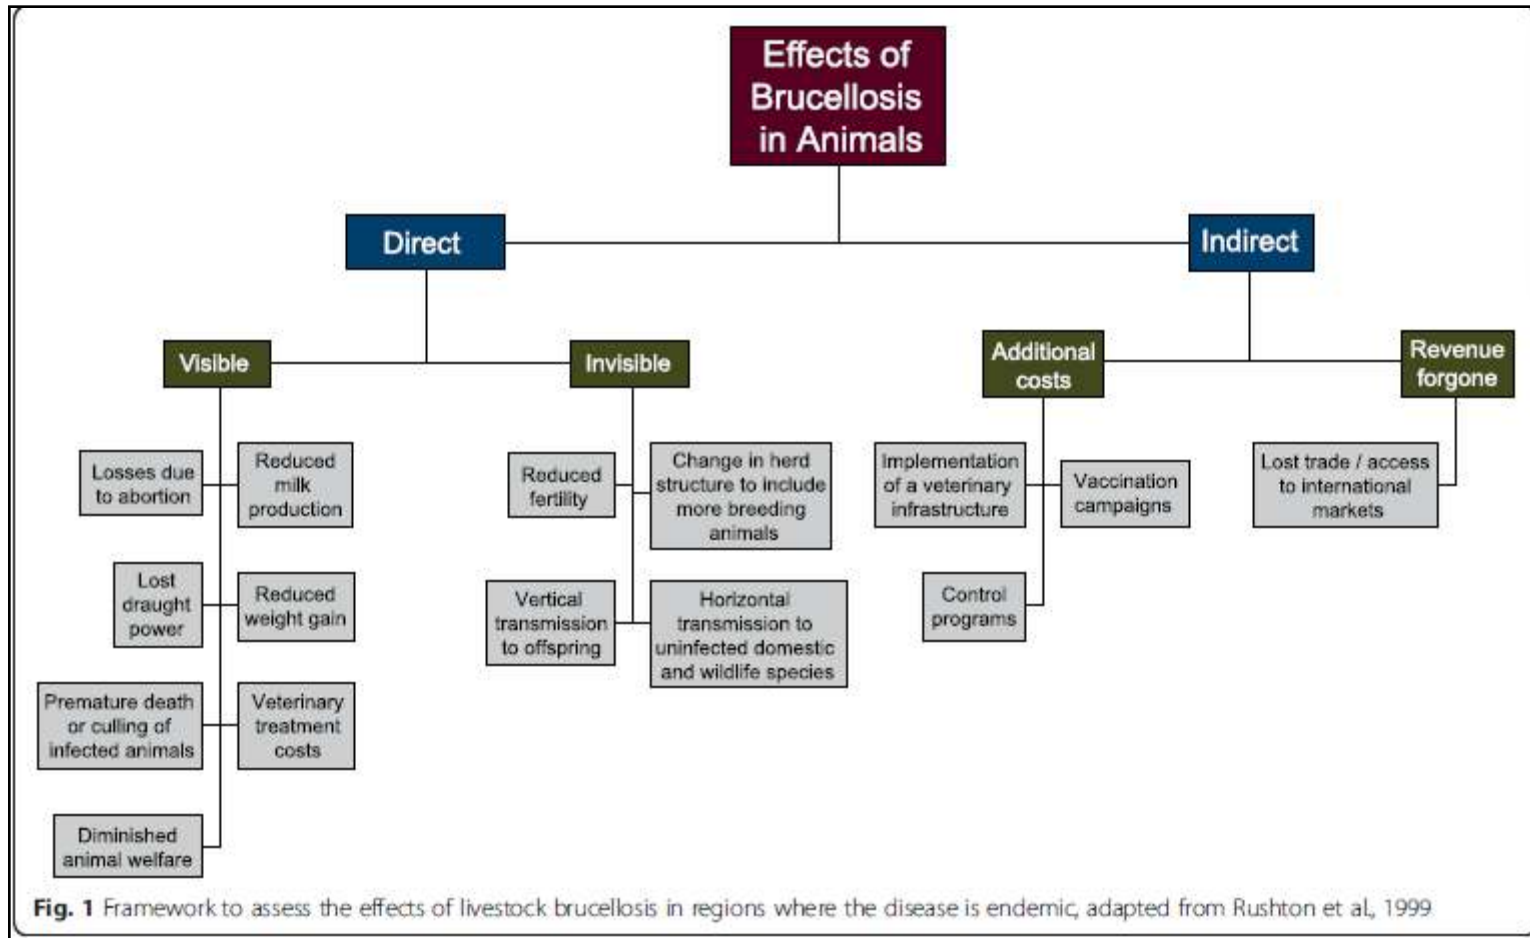 Effects of
Brucellosis
in Animals
Direct
Indirect
Visible
Invisible
Additional
costs
Revenue
forgone
Losses due
to abortion
Reduced
milk
production
Lost
draught
power
Reduced
weight gain
Premature death
or culling of
infected animals
Veterinary
treatment
costs
Diminished
animal welfare
Reduced
fertility
Change in herd
structure to include
more breeding
animals
Vertical
transmission
to offspring
Horizontal
transmission to
uninfected domestic
and wildlife species
Implementation
of a veterinary
infrastructure
Vaccination
campaigns
Control
programs
Lost trade / access
to international
markets
Fig. 1 Framework to assess the effects of livestock brucellosis in regions where the disease is endemic, adapted from Rushton et al., 1999